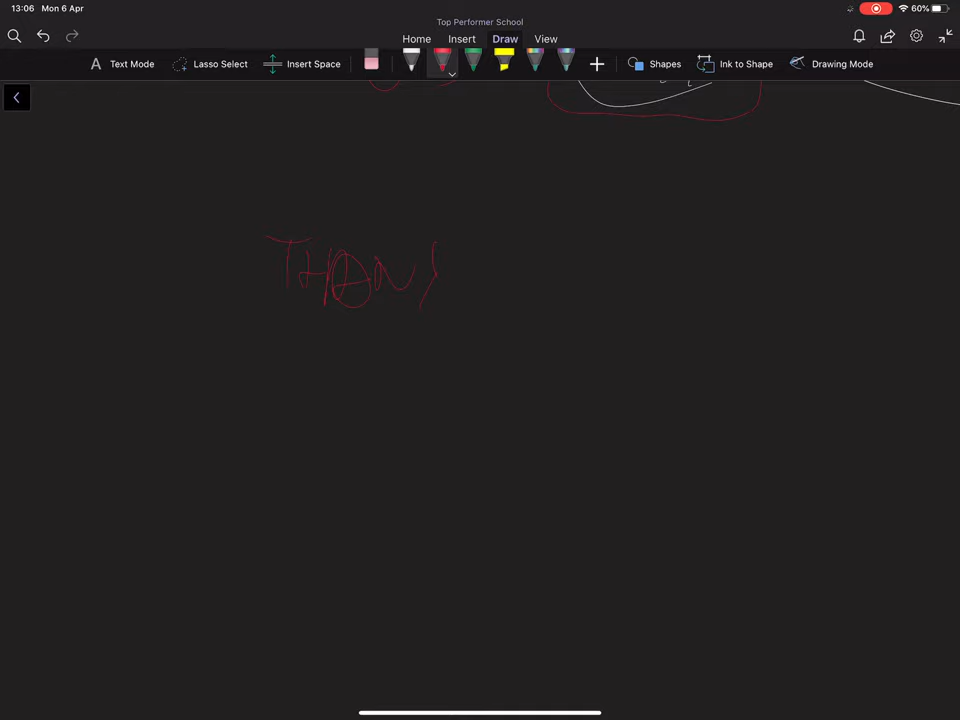 13:06 Mon 6 Apr 60%
Top Performer School
Home Insert Draw View
Text Mode Lasso Select Insert Space Shapes Ink to Shape Drawing Mode